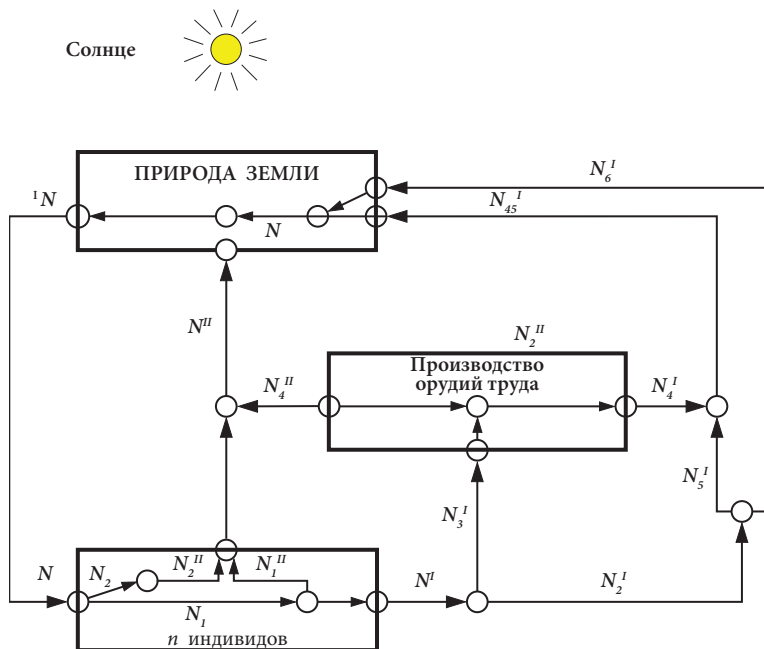 Солнце
ПРИРОДА ЗЕМЛИ
N₆ᴵ
ᴵN
N₄₅ᴵ
N
Nᴵᴵ
N₂ᴵᴵ
Производство
орудий труда
N₄ᴵᴵ
N₄ᴵ
N₅ᴵ
N₃ᴵ
N
N₂
N₂ᴵᴵ
N₁ᴵᴵ
Nᴵ
N₂ᴵ
N₁
n индивидов